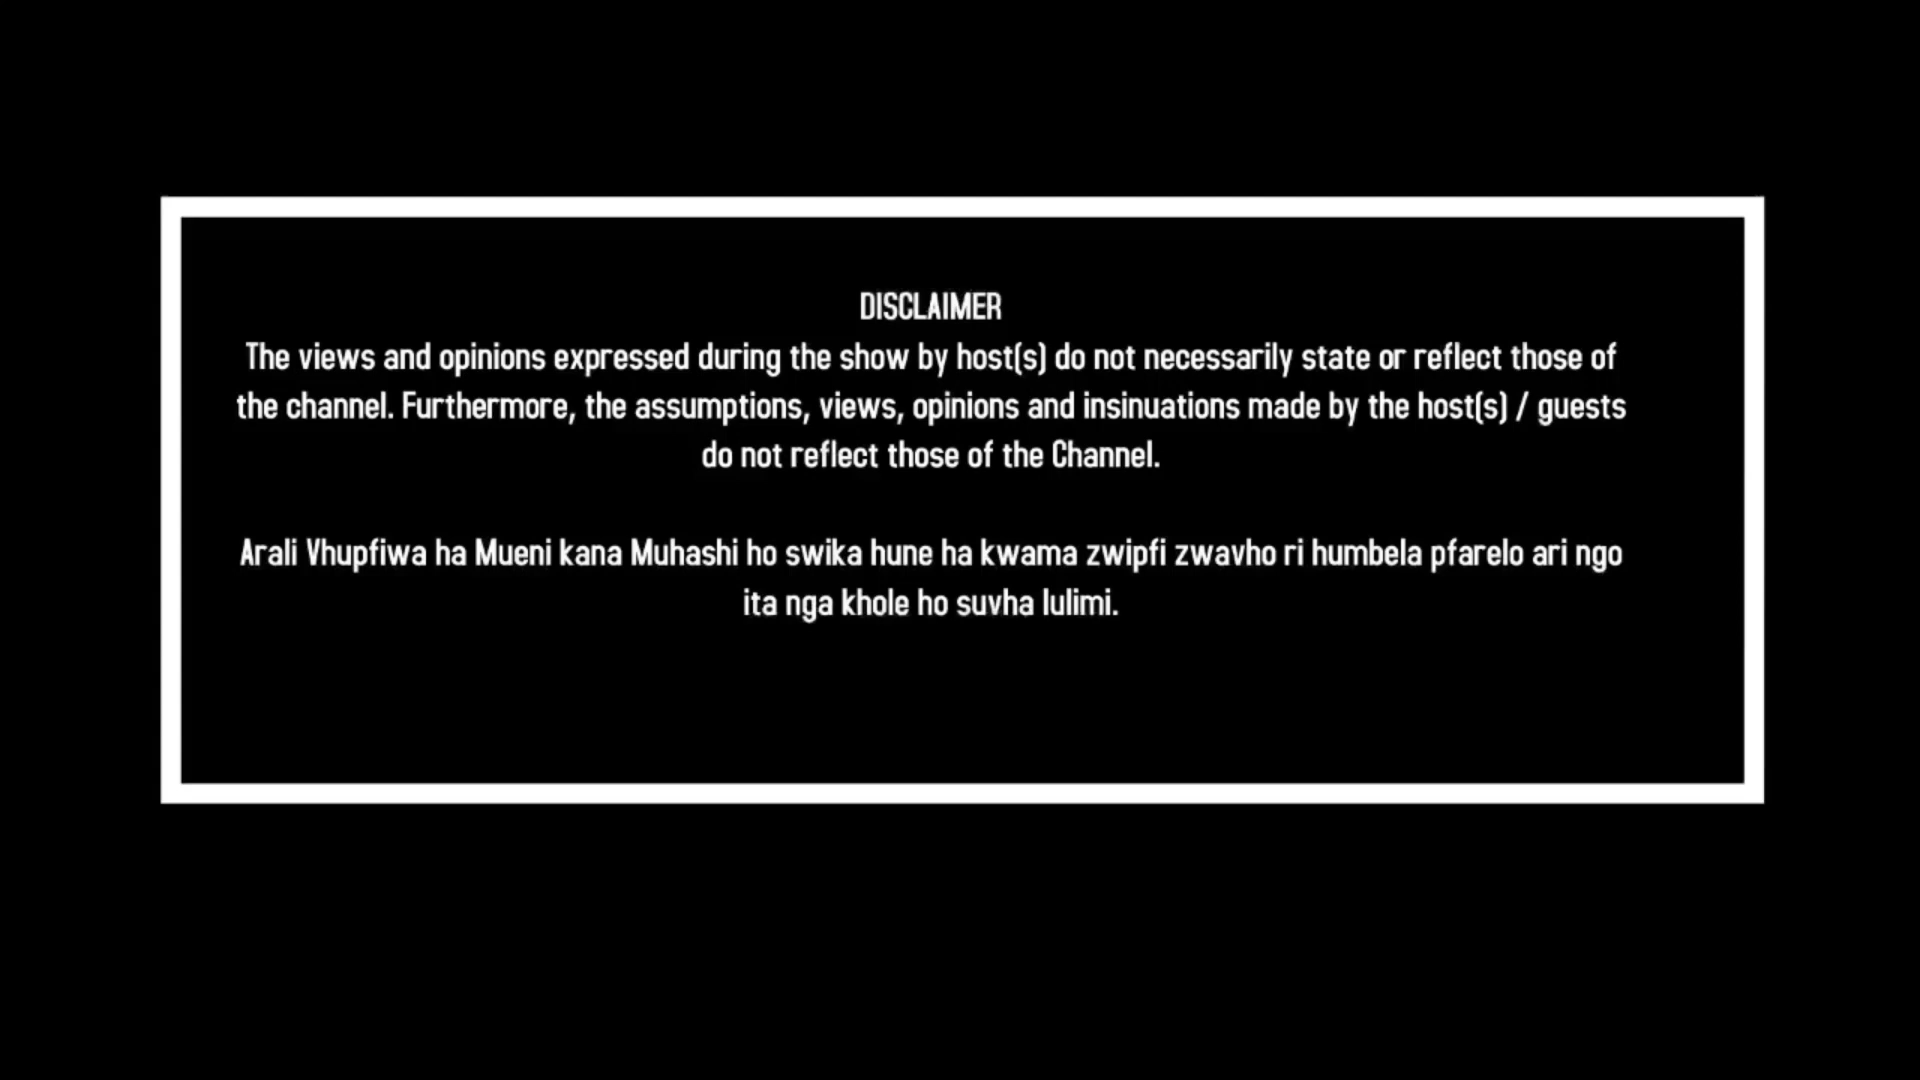 DISCLAIMER
The views and opinions expressed during the show by host(s) do not necessarily state or reflect those of
the channel. Furthermore, the assumptions, views, opinions and insinuations made by the host(s) / guests
do not reflect those of the Channel.
Arali Vhupfiwa ha Mueni kana Muhashi ho swika hune ha kwama zwipfi zwavho ri humbela pfarelo ari ngo
ita nga khole ho suvha lulimi.